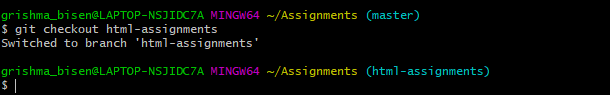 grishma_bisen@LAPTOP-NSJIDC7A MINGW64 ~/Assignments (master)
$ git checkout html-assignments
Switched to branch 'html-assignments'
grishma_bisen@LAPTOP-NSJIDC7A MINGW64 ~/Assignments (html-assignments)
$